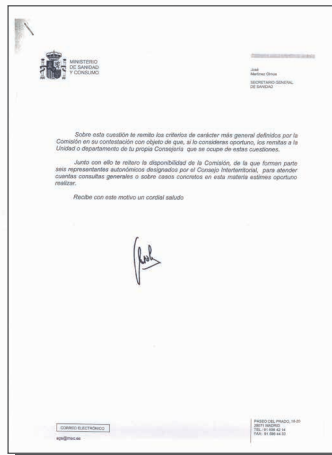 MINISTERIO
DE SANIDAD
Y CONSUMO
José
Martínez Olmos
SECRETARIO GENERAL
DE SANIDAD
Sobre esta cuestión te remito los criterios de carácter más general definidos por la
Comisión en su contestación con objeto de que, si lo consideras oportuno, los remitas a la
Unidad o departamento de tu propia Consejería que se ocupe de estas cuestiones.
Junto con ello te reitero la disponibilidad de la Comisión, de la que forman parte
seis representantes autonómicos designados por el Consejo Interterritorial, para atender
cuantas consultas generales o sobre casos concretos en esta materia estimes oportuno
realizar.
Recibe con este motivo un cordial saludo
CORREO ELECTRÓNICO
PASEO DEL PRADO, 18-20
28071 MADRID